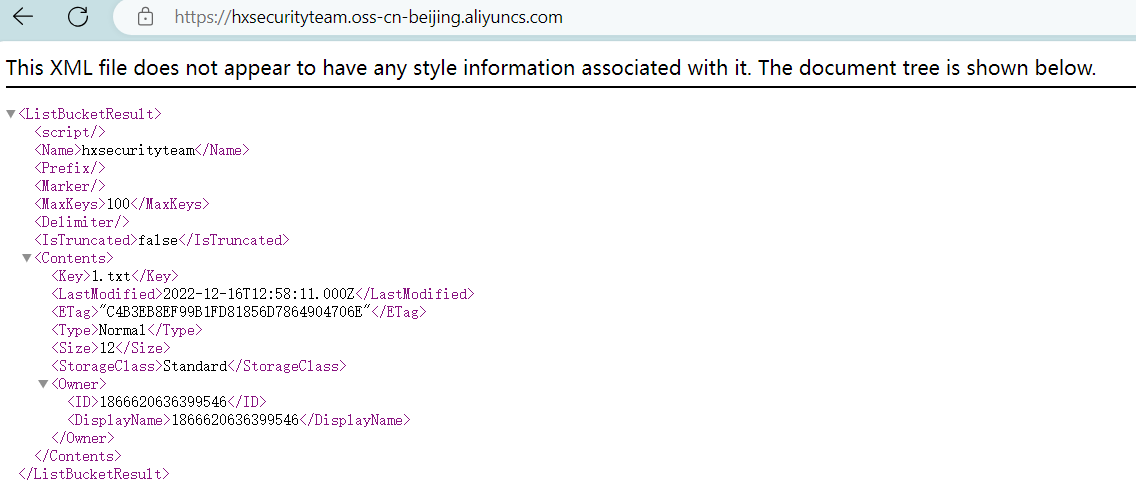 https://hxsecurityteam.oss-cn-beijing.aliyuncs.com
This XML file does not appear to have any style information associated with it. The document tree is shown below.
▼<ListBucketResult>
<script/>
<Name>hxsecurityteam</Name>
<Prefix/>
<Marker/>
<MaxKeys>100</MaxKeys>
<Delimiter/>
<IsTruncated>false</IsTruncated>
▼<Contents>
<Key>1.txt</Key>
<LastModified>2022-12-16T12:58:11.000Z</LastModified>
<ETag>"C4B3EB8EF99B1FD81856D7864904706E"</ETag>
<Type>Normal</Type>
<Size>12</Size>
<StorageClass>Standard</StorageClass>
▼<Owner>
<ID>1866620636399546</ID>
<DisplayName>1866620636399546</DisplayName>
</Owner>
</Contents>
</ListBucketResult>